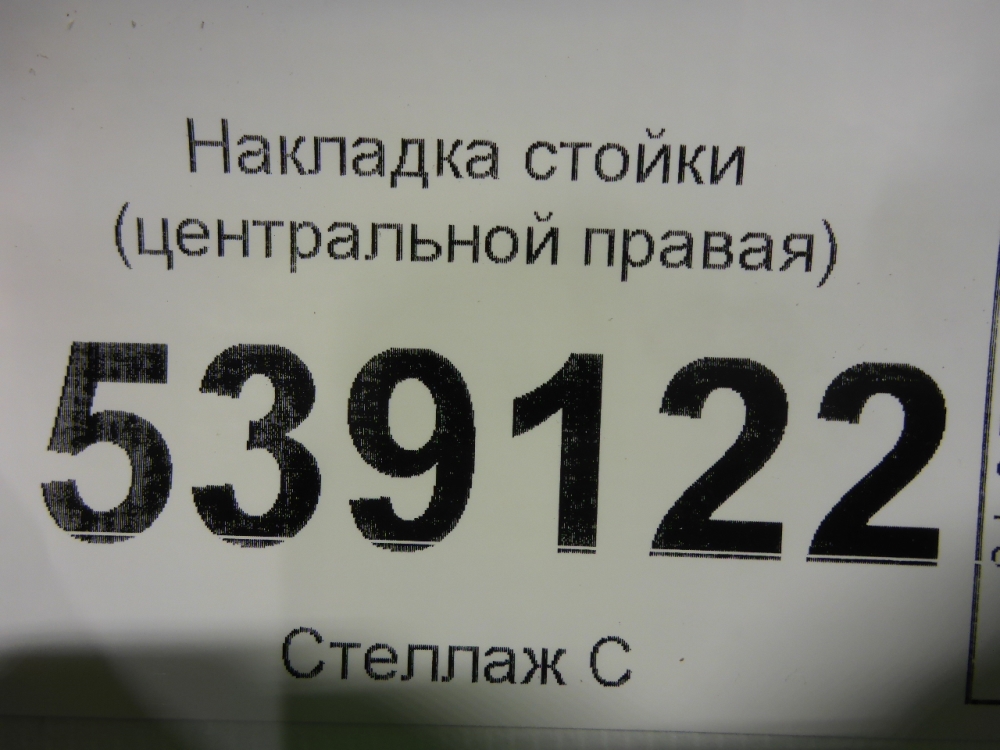 Накладка стойки
(центральной правая)
539122
Стеллаж С